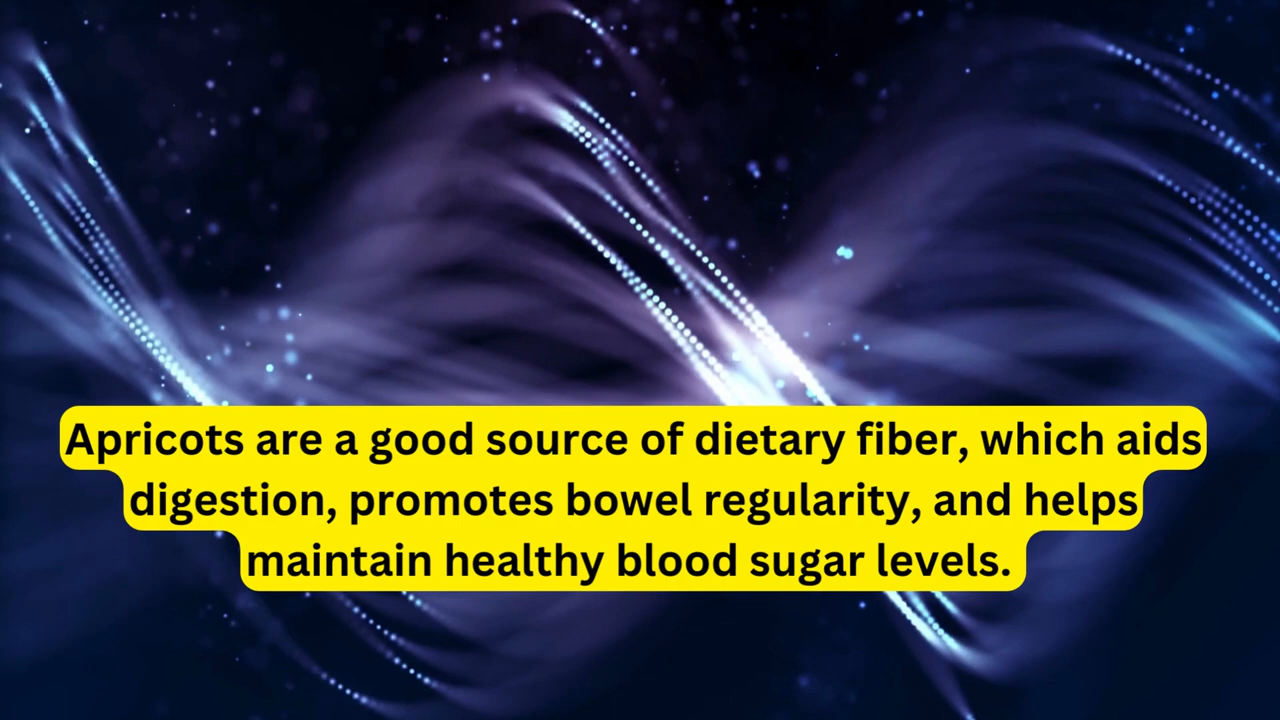 Apricots are a good source of dietary fiber, which aids
digestion, promotes bowel regularity, and helps
maintain healthy blood sugar levels.